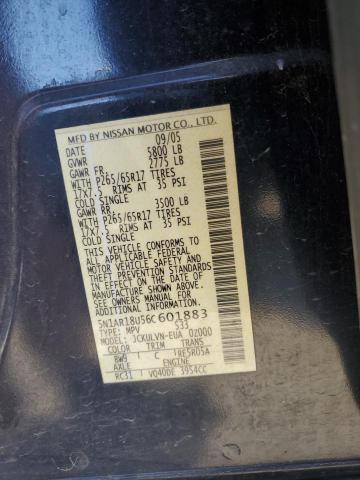 MFD BY NISSAN MOTOR CO., LTD.
DATE 09/05
GVWR 5800 LB
GAWR FR. 2775 LB
WITH P265/65R17 TIRES
17X7.5 RIMS AT 35 PSI
COLD SINGLE
GAWR RR. 3500 LB
WITH P265/65R17 TIRES
17X7.5 RIMS AT 35 PSI
COLD SINGLE
THIS VEHICLE CONFORMS TO
ALL APPLICABLE FEDERAL
MOTOR VEHICLE SAFETY AND
THEFT PREVENTION STANDARDS
IN EFFECT ON THE DATE OF
MANUFACTURE SHOWN ABOVE.
SEE OWNERS MANUAL FOR
ADDITIONAL INFORMATION.
5N1AR18U56C601883
TYPE: MPV S33
MODEL: JCKULVN-EUA 0Z000
COLOR TRIM TRANS
BW9 C RE5R05A
AXLE ENGINE
RC31 VQ40DE 3954CC